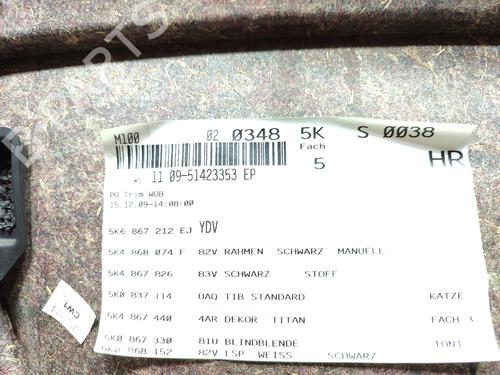 M100 02 0348 5K S 0038
Fach
5 HR
11 09-51423353 EP
PU Trim WOB
15.12.09-14:08:00
5K6 867 212 EJ YDV
5K4 868 074 F 82V RAHMEN SCHWARZ MANUELL
5K4 867 826 83V SCHWARZ STOFF
5K0 837 114 UAQ TIB STANDARD KATZE
5K4 867 440 4AR DEKOR TITAN FACH 3
5K0 867 330 81U BLINDBLENDE TON1
5K0 868 152 82V LSP WEISS SCHWARZ
CW1